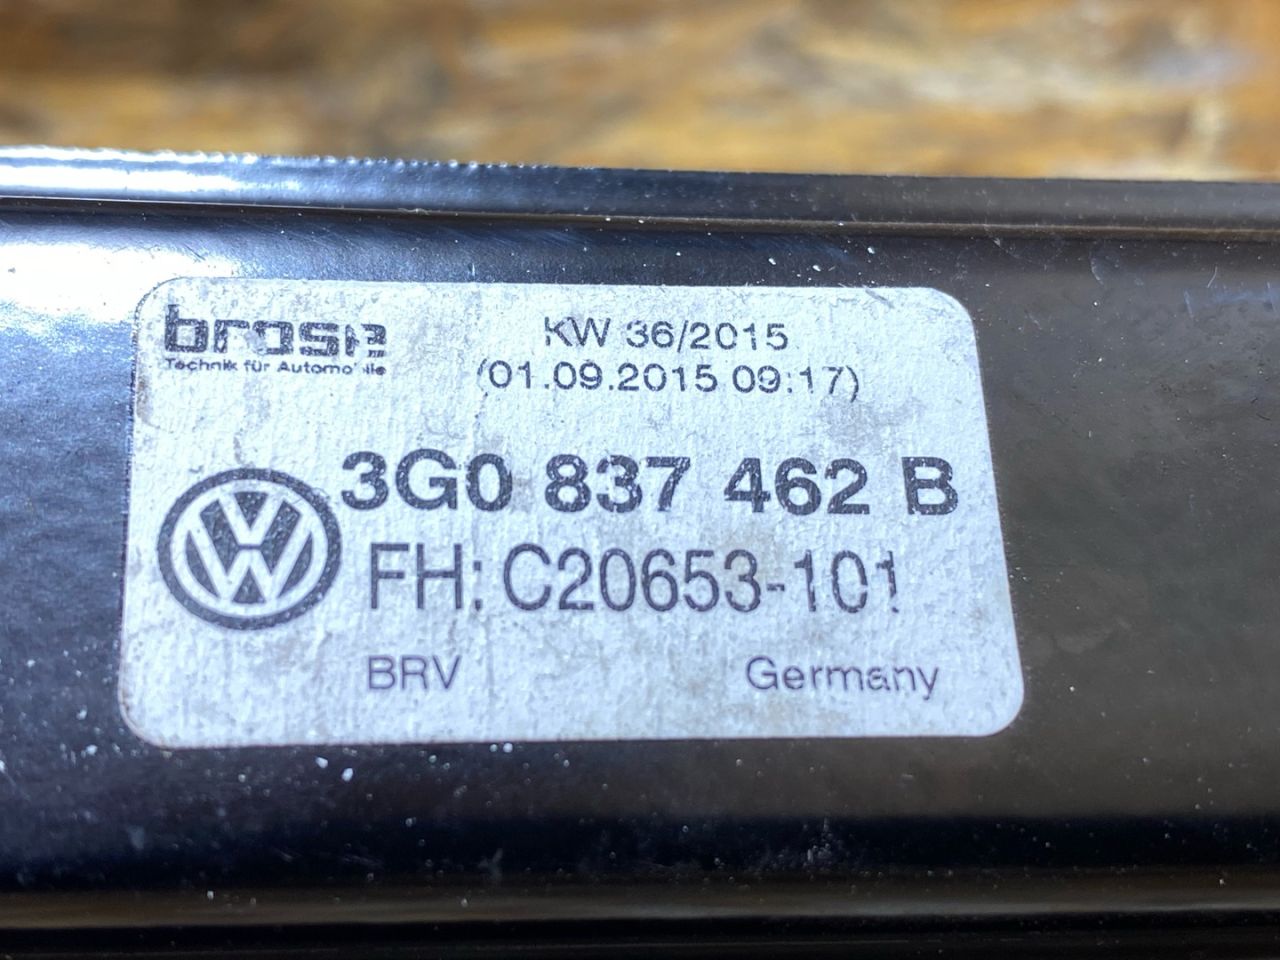 brose
Technik für Automobile
KW 36/2015
(01.09.2015 09:17)
3G0 837 462 B
FH: C20653-101
BRV
Germany